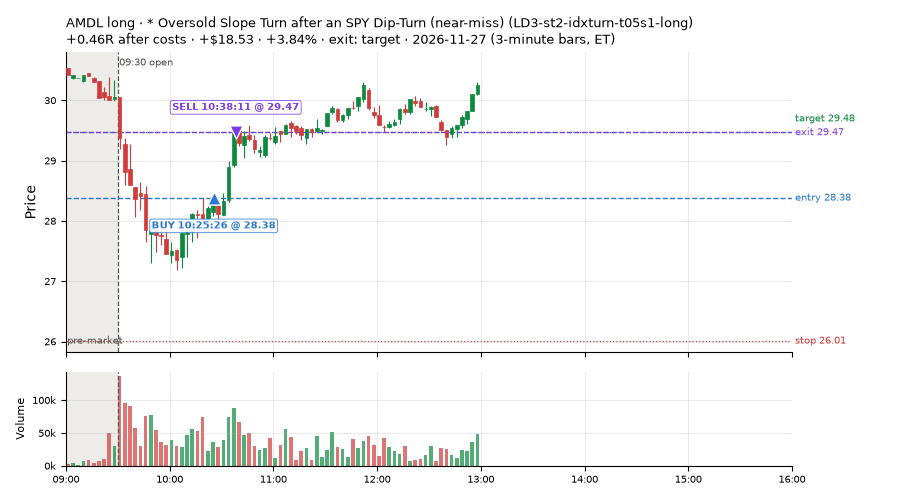 AMDL long · * Oversold Slope Turn after an SPY Dip-Turn (near-miss) (LD3-st2-idxturn-t05s1-long)
+0.46R after costs · +$18.53 · +3.84% · exit: target · 2026-11-27 (3-minute bars, ET)
09:30 open
SELL 10:38:11 @ 29.47
BUY 10:25:26 @ 28.38
pre-market
target 29.48
exit 29.47
entry 28.38
stop 26.01
Price
30
29
28
27
26
Volume
100k
50k
0k
09:00
10:00
11:00
12:00
13:00
14:00
15:00
16:00